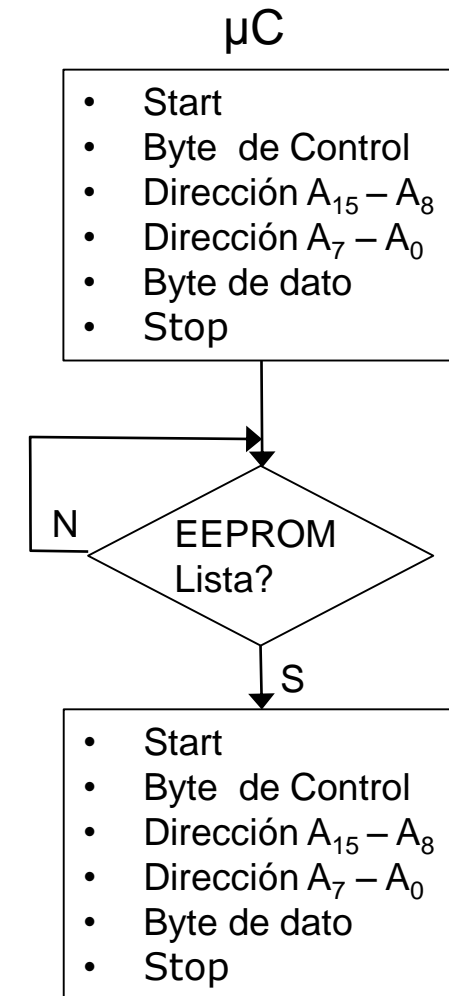 µC
• Start
• Byte de Control
• Dirección A₁₅ – A₈
• Dirección A₇ – A₀
• Byte de dato
• Stop
N
EEPROM
Lista?
S
• Start
• Byte de Control
• Dirección A₁₅ – A₈
• Dirección A₇ – A₀
• Byte de dato
• Stop